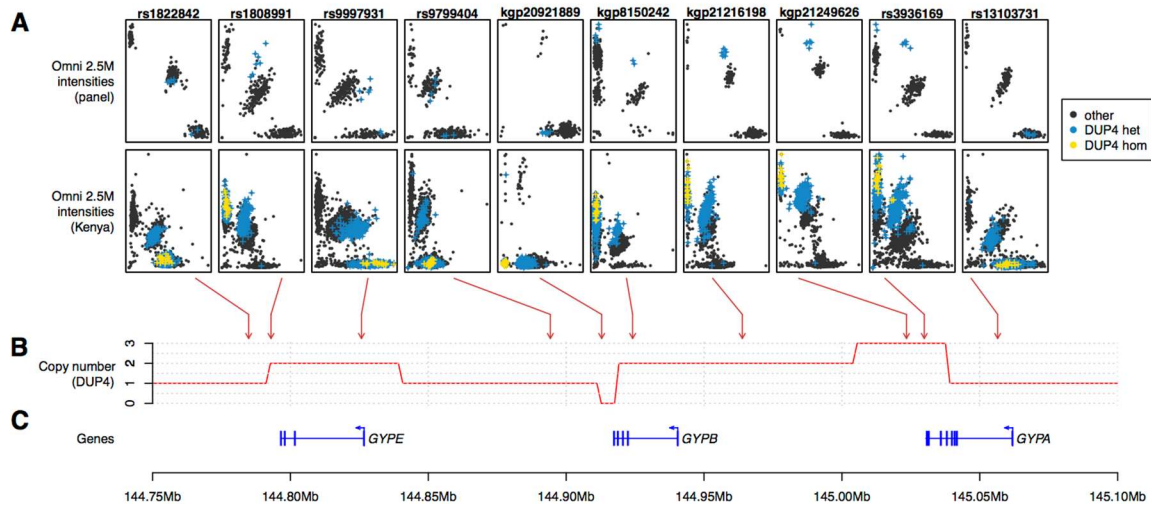 A
rs1822842 rs1808991 rs9997931 rs9799404 kgp20921889 kgp8150242 kgp21216198 kgp21249626 rs3936169 rs13103731
Omni 2.5M
intensities
(panel)
other
DUP4 het
DUP4 hom
Omni 2.5M
intensities
(Kenya)
B
Copy number
(DUP4)
3
2
1
0
C
Genes
GYPE GYPB GYPA
144.75Mb 144.80Mb 144.85Mb 144.90Mb 144.95Mb 145.00Mb 145.05Mb 145.10Mb